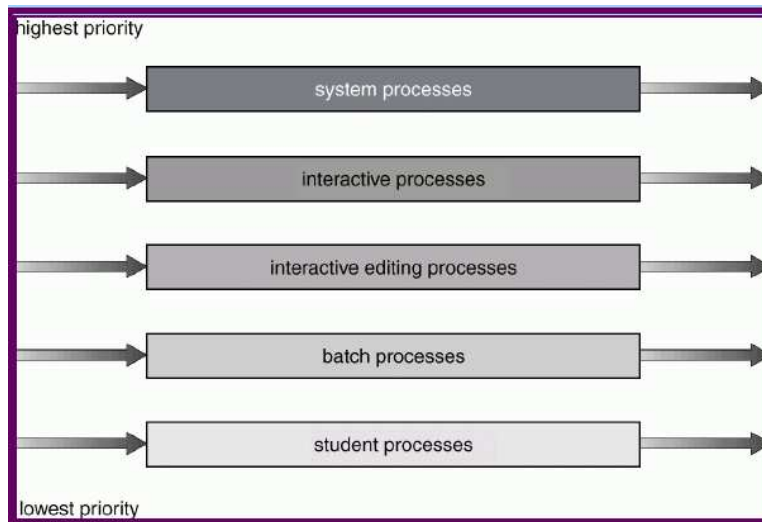 highest priority
system processes
interactive processes
interactive editing processes
batch processes
student processes
lowest priority